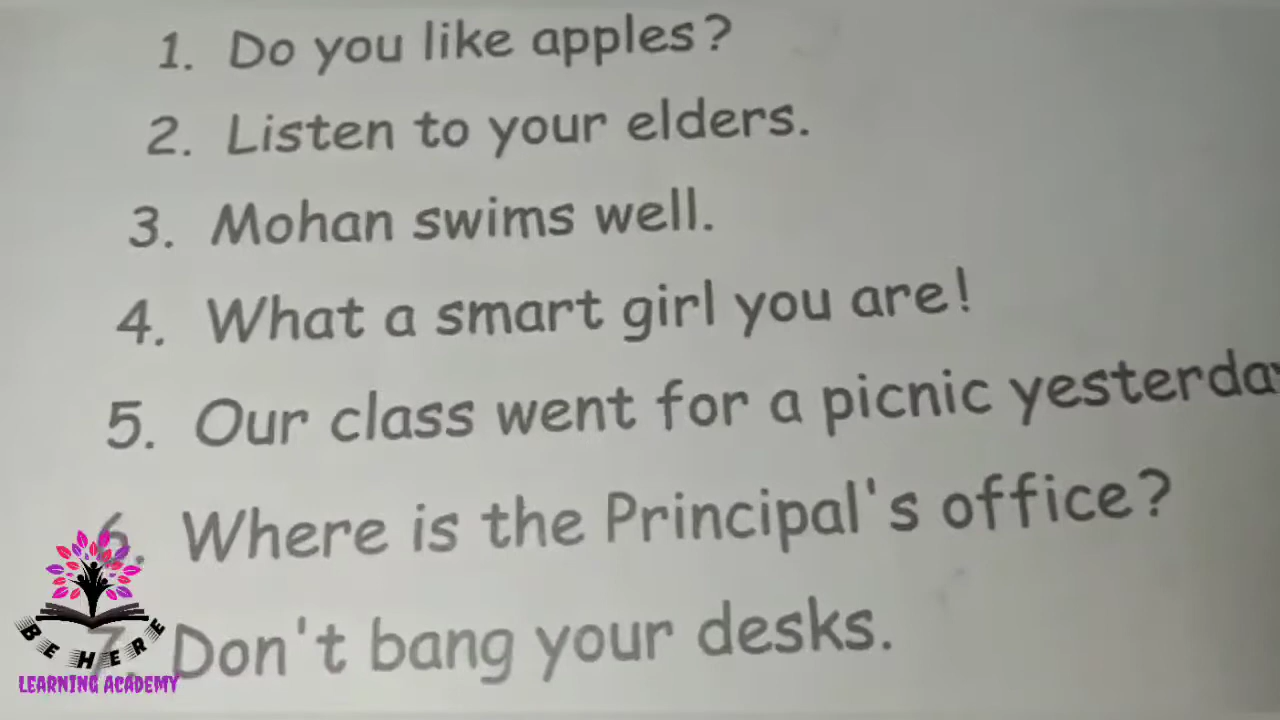 1. Do you like apples?
2. Listen to your elders.
3. Mohan swims well.
4. What a smart girl you are!
5. Our class went for a picnic yesterday
6. Where is the Principal's office?
7. Don't bang your desks.
BE HERE
LEARNING ACADEMY